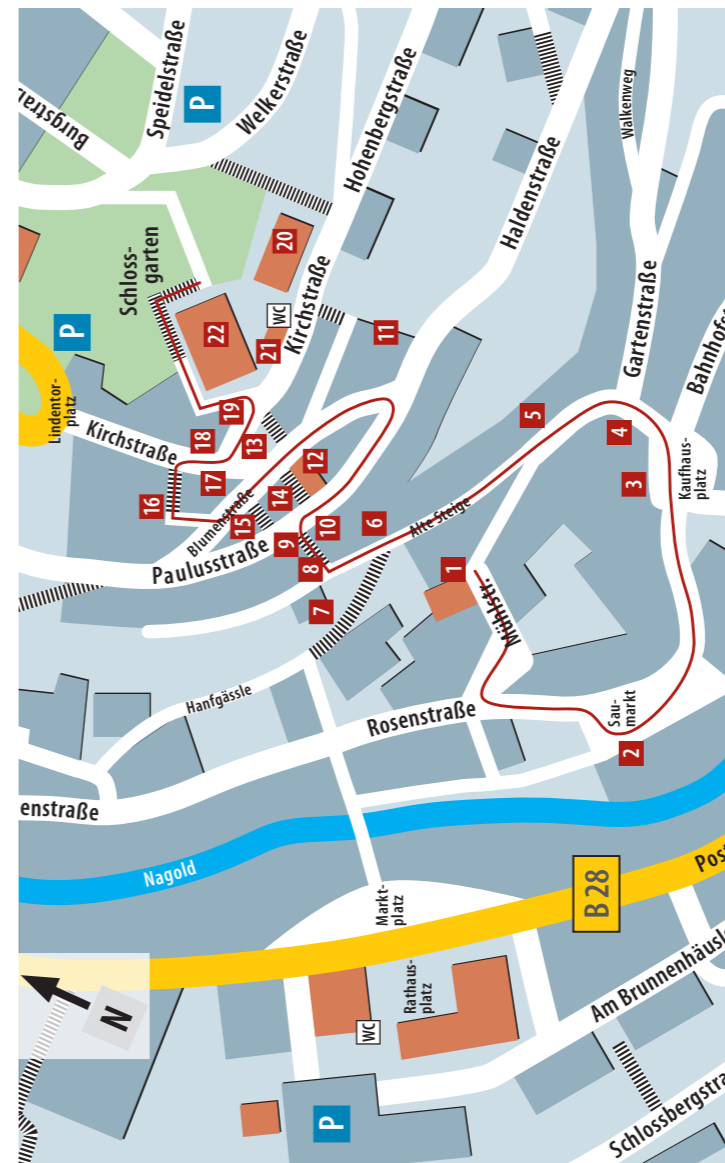 Burgstraß
Speidelstraße
P
Welkerstraße
Hohenbergstraße
Haldenstraße
Walkenweg
Schloss-
garten
P
20
22
WC
21
Kirchstraße
11
Gartenstraße
Bahnhofst
Lindentor-
platz
Kirchstraße
18
19
13
17
16
12
14
15
Blumenstraße
Paulusstraße
9
10
8
6
7
Alte Steige
5
4
3
Kaufhaus-
platz
1
Mühlstr.
Hanfgässle
Rosenstraße
Sau-
markt
2
enstraße
Nagold
Markt-
platz
B 28
Post
N
Rathaus-
platz
WC
P
Am Brunnenhäusle
Schlossbergstra